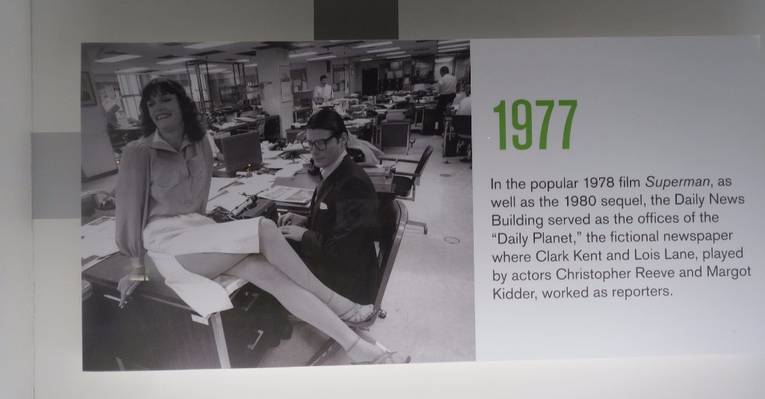 1977
In the popular 1978 film Superman, as
well as the 1980 sequel, the Daily News
Building served as the offices of the
“Daily Planet,” the fictional newspaper
where Clark Kent and Lois Lane, played
by actors Christopher Reeve and Margot
Kidder, worked as reporters.